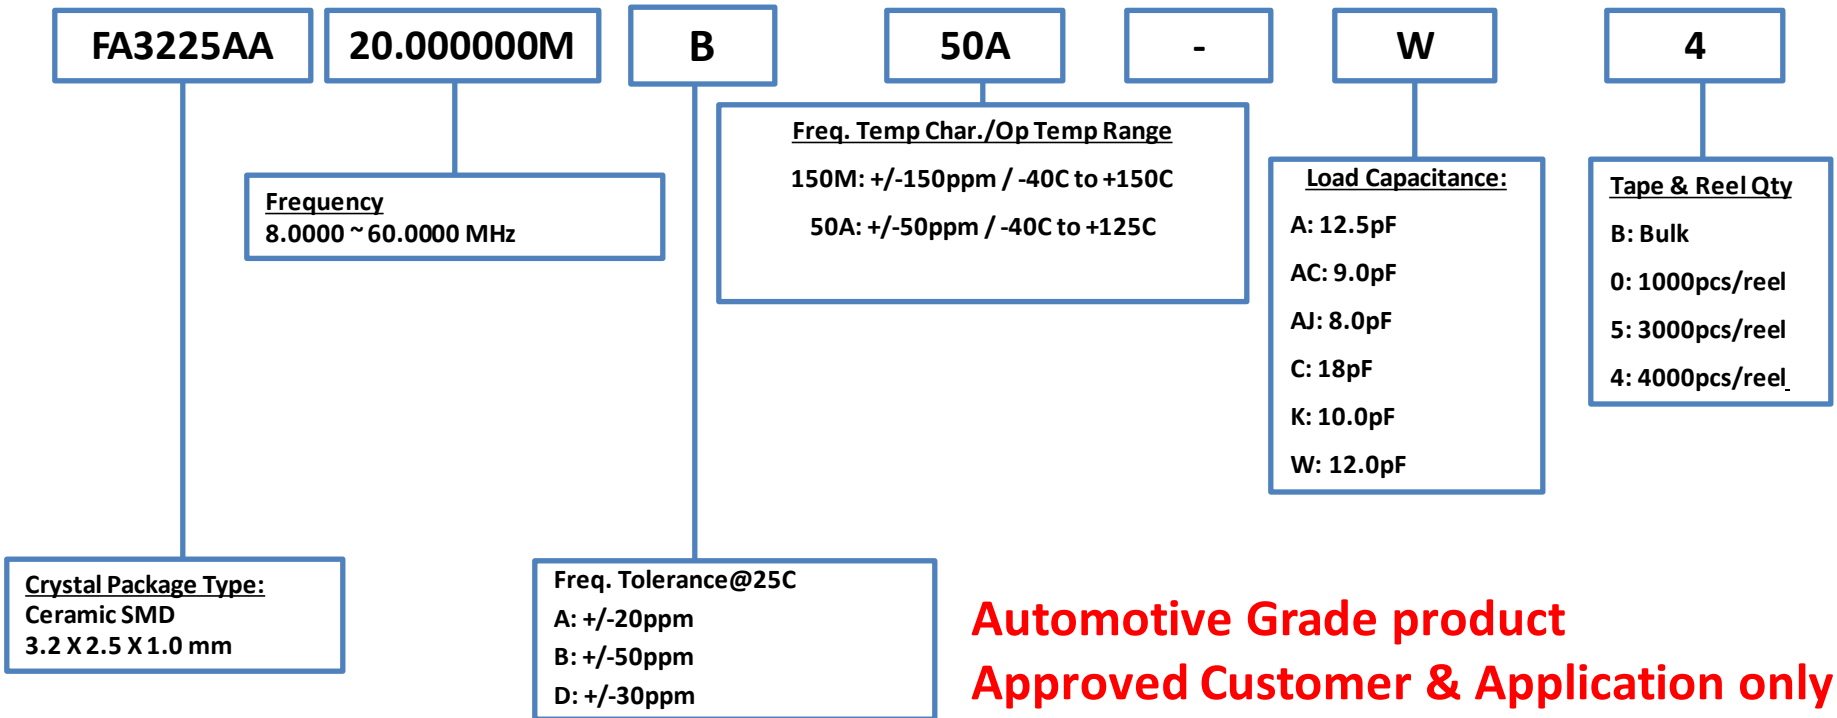 FA3225AA 20.000000M B 50A - W 4
Freq. Temp Char./Op Temp Range
150M: +/-150ppm / -40C to +150C
50A: +/-50ppm / -40C to +125C
Frequency
8.0000 ~ 60.0000 MHz
Load Capacitance:
A: 12.5pF
AC: 9.0pF
AJ: 8.0pF
C: 18pF
K: 10.0pF
W: 12.0pF
Tape & Reel Qty
B: Bulk
0: 1000pcs/reel
5: 3000pcs/reel
4: 4000pcs/reel
Crystal Package Type:
Ceramic SMD
3.2 X 2.5 X 1.0 mm
Freq. Tolerance@25C
A: +/-20ppm
B: +/-50ppm
D: +/-30ppm
Automotive Grade product
Approved Customer & Application only